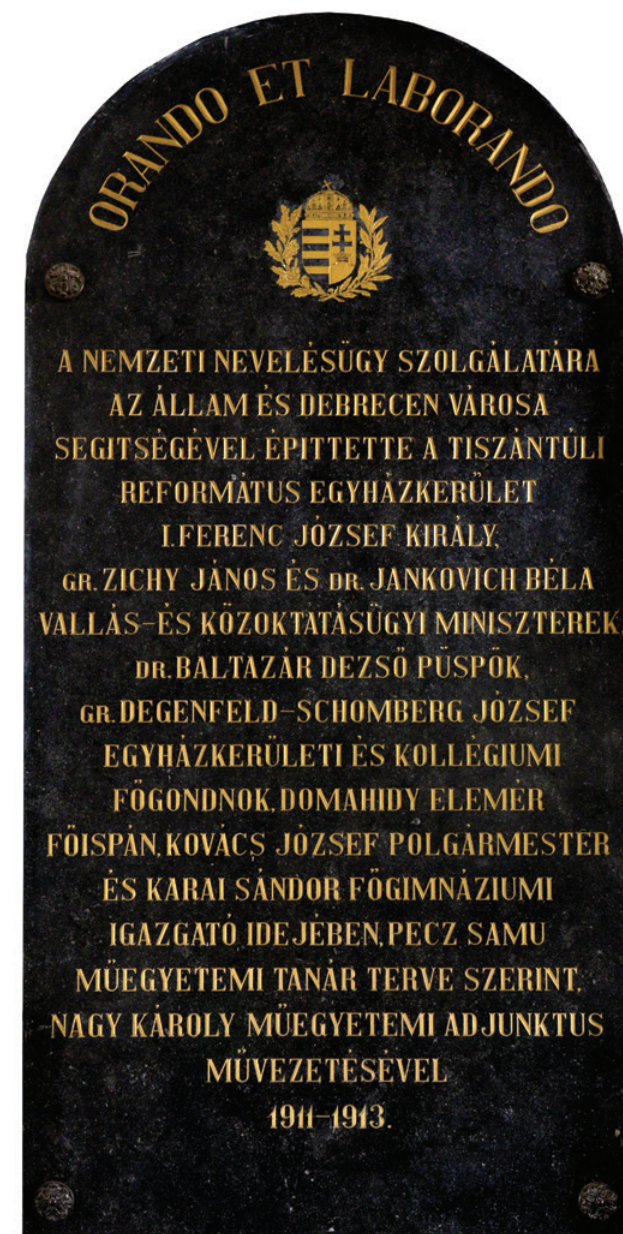 ORANDO ET LABORANDO
A NEMZETI NEVELÉSÜGY SZOLGÁLATÁRA
AZ ÁLLAM ÉS DEBRECEN VÁROSA
SEGITSÉGÉVEL ÉPITTETTE A TISZÁNTÚLI
REFORMÁTUS EGYHÁZKERÜLET
I. FERENC JÓZSEF KIRÁLY,
GR. ZICHY JÁNOS ÉS DR. JANKOVICH BÉLA
VALLÁS-ÉS KÖZOKTATÁSÜGYI MINISZTEREK,
DR. BALTAZÁR DEZSŐ PÜSPÖK,
GR. DEGENFELD-SCHOMBERG JÓZSEF
EGYHÁZKERÜLETI ÉS KOLLÉGIUMI
FŐGONDNOK, DOMAHIDY ELEMÉR
FŐISPÁN, KOVÁCS JÓZSEF POLGÁRMESTER
ÉS KARAI SÁNDOR FŐGIMNÁZIUMI
IGAZGATÓ IDEJÉBEN, PECZ SAMU
MŰEGYETEMI TANÁR TERVE SZERINT,
NAGY KÁROLY MŰEGYETEMI ADJUNKTUS
MŰVEZETÉSÉVEL
1911-1913.